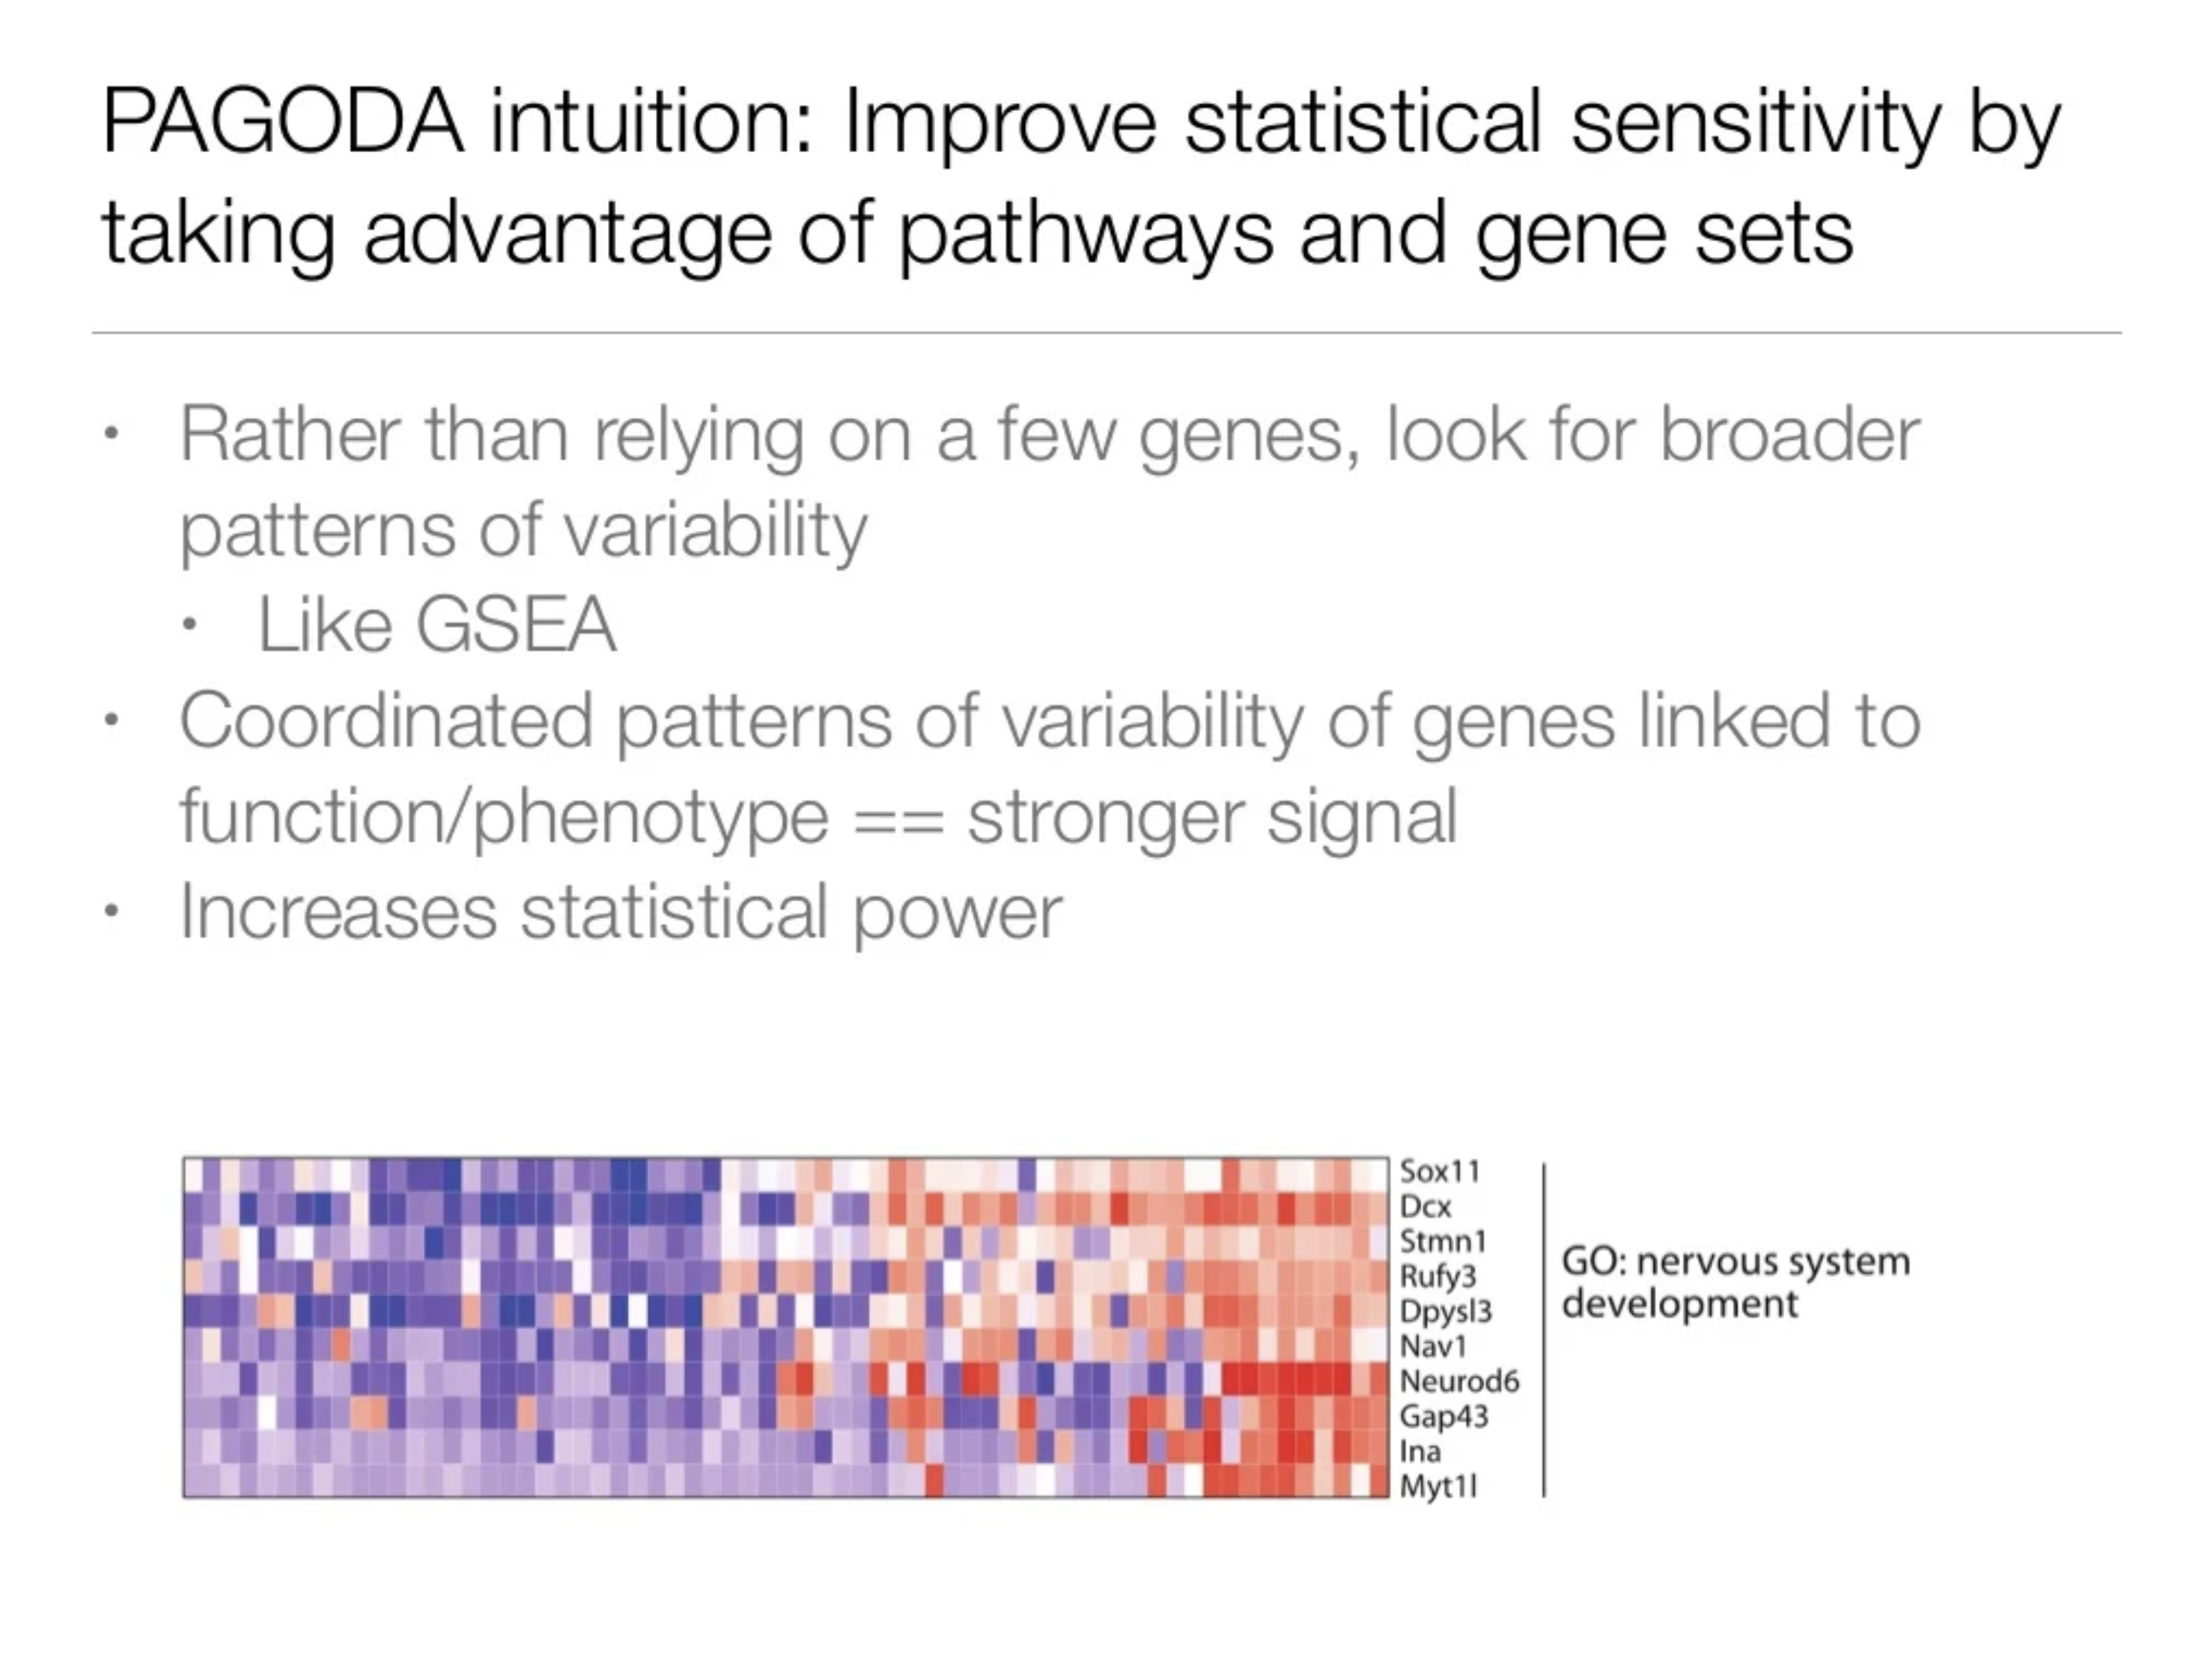 PAGODA intuition: Improve statistical sensitivity by
taking advantage of pathways and gene sets
• Rather than relying on a few genes, look for broader
patterns of variability
• Like GSEA
• Coordinated patterns of variability of genes linked to
function/phenotype == stronger signal
• Increases statistical power
Sox11
Dcx
Stmn1
Rufy3
Dpysl3
Nav1
Neurod6
Gap43
Ina
Myt1l
GO: nervous system
development